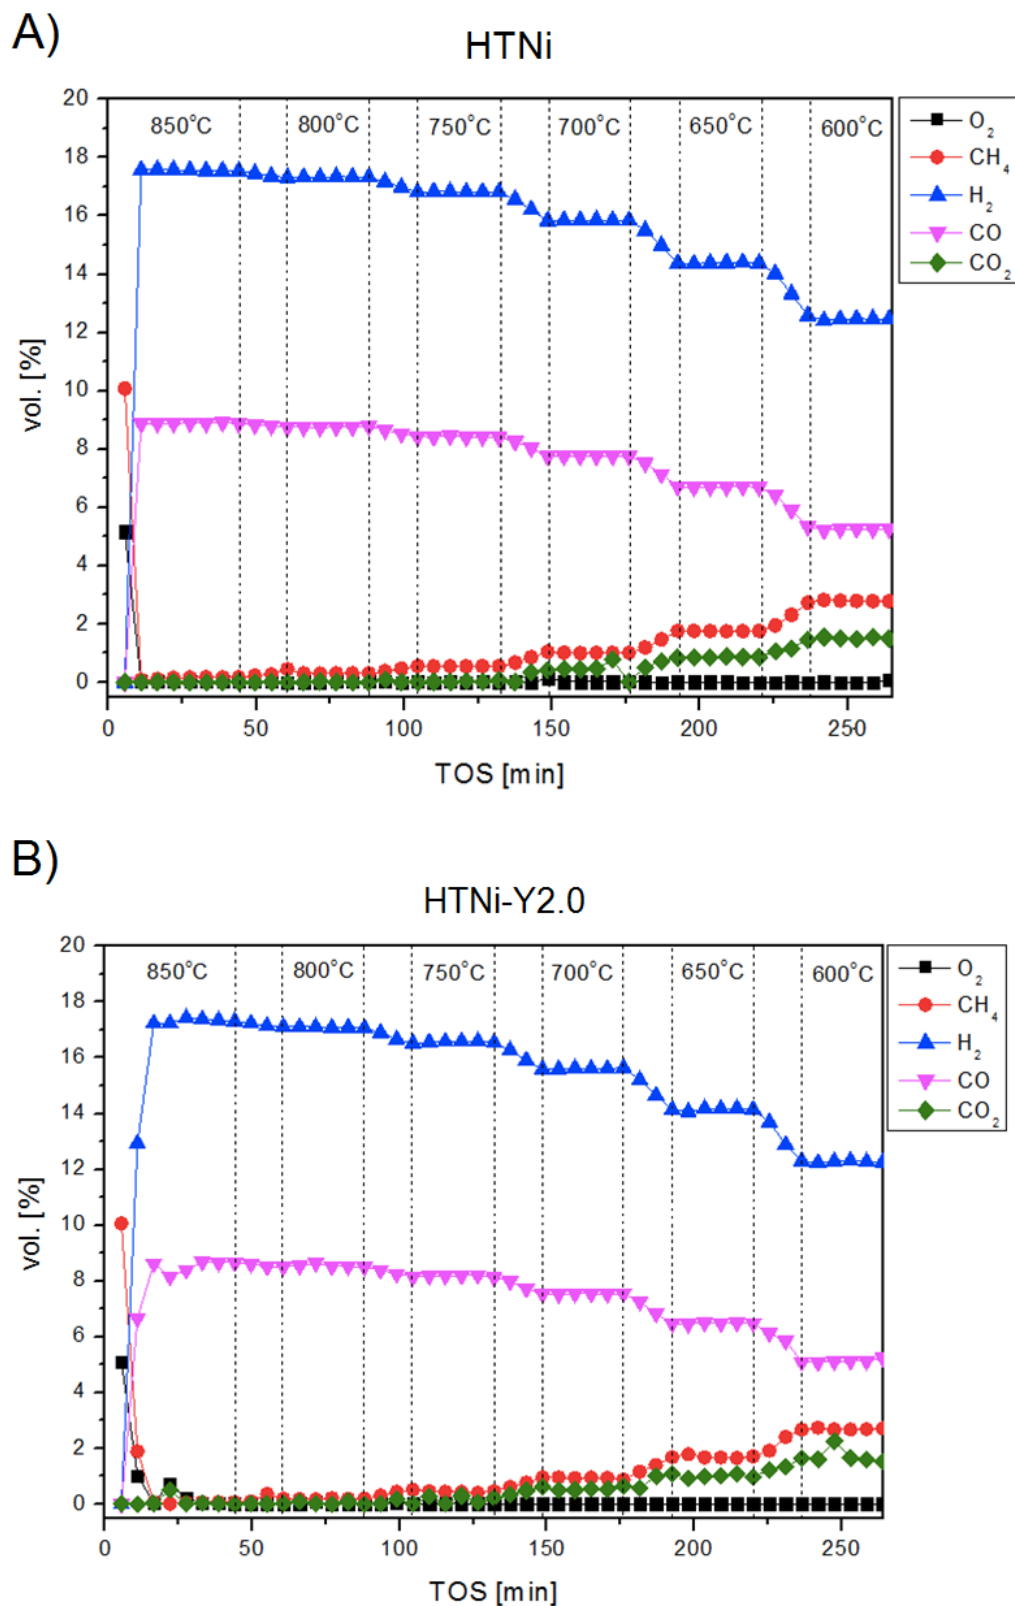 A)
HTNi
20
18
16
14
12
10
8
6
4
2
0
vol. [%]
850°C 800°C 750°C 700°C 650°C 600°C
0 50 100 150 200 250
TOS [min]
O₂
CH₄
H₂
CO
CO₂
B)
HTNi-Y2.0
20
18
16
14
12
10
8
6
4
2
0
vol. [%]
850°C 800°C 750°C 700°C 650°C 600°C
0 50 100 150 200 250
TOS [min]
O₂
CH₄
H₂
CO
CO₂